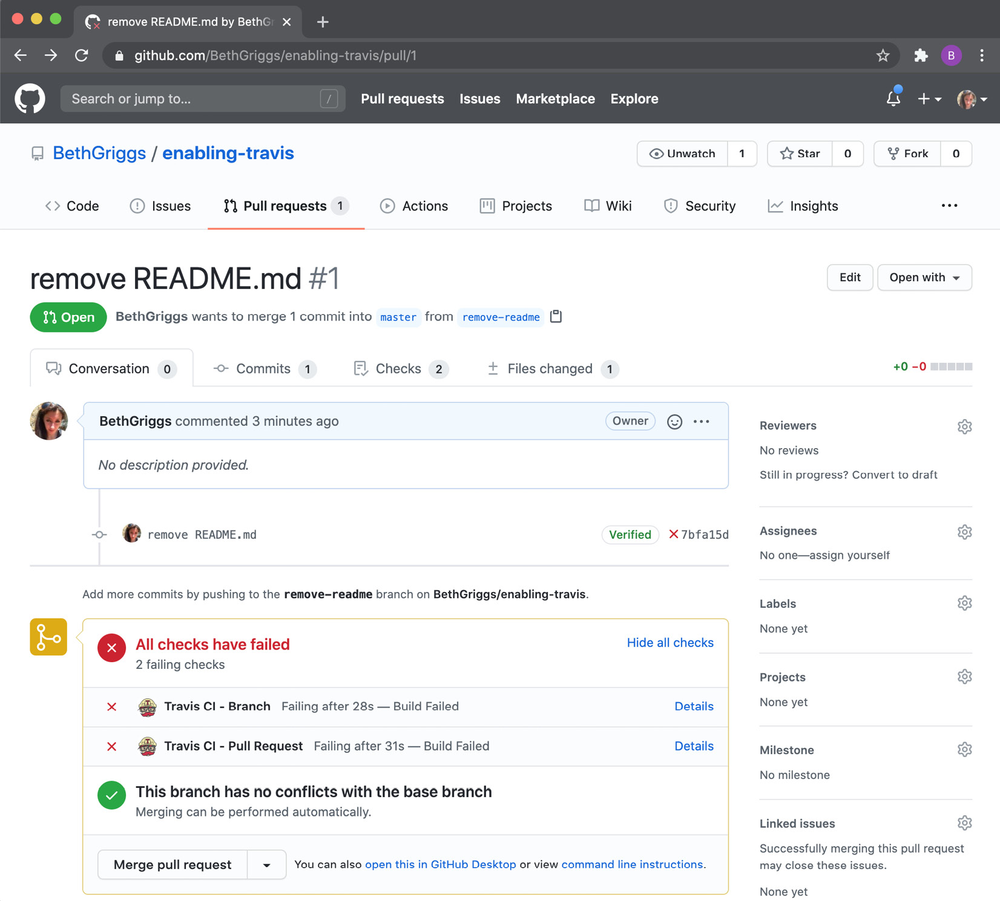 remove README.md by BethGr
github.com/BethGriggs/enabling-travis/pull/1
B
Search or jump to... / Pull requests Issues Marketplace Explore
BethGriggs / enabling-travis
Unwatch 1 Star 0 Fork 0
Code Issues Pull requests 1 Actions Projects Wiki Security Insights
remove README.md #1
Edit Open with
Open BethGriggs wants to merge 1 commit into master from remove-readme
Conversation 0 Commits 1 Checks 2 Files changed 1
+0 −0
BethGriggs commented 3 minutes ago Owner
No description provided.
remove README.md Verified 7bfa15d
Add more commits by pushing to the remove-readme branch on BethGriggs/enabling-travis.
All checks have failed
Hide all checks
2 failing checks
Travis CI - Branch Failing after 28s — Build Failed Details
Travis CI - Pull Request Failing after 31s — Build Failed Details
This branch has no conflicts with the base branch
Merging can be performed automatically.
Merge pull request
You can also open this in GitHub Desktop or view command line instructions.
Reviewers
No reviews
Still in progress? Convert to draft
Assignees
No one—assign yourself
Labels
None yet
Projects
None yet
Milestone
No milestone
Linked issues
Successfully merging this pull request
may close these issues.
None yet